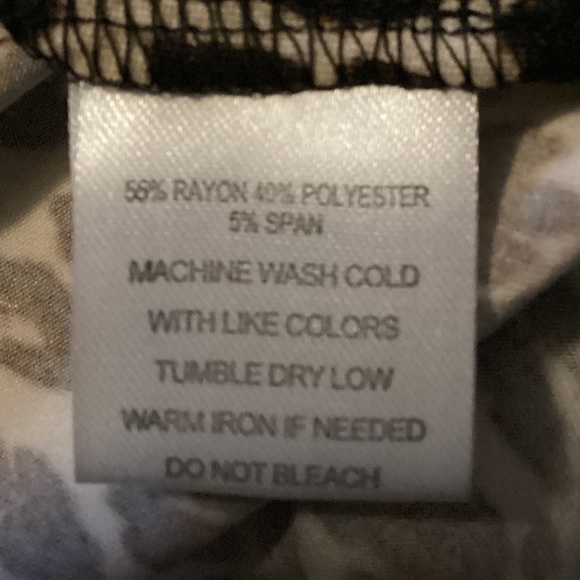 55% RAYON 40% POLYESTER
5% SPAN
MACHINE WASH COLD
WITH LIKE COLORS
TUMBLE DRY LOW
WARM IRON IF NEEDED
DO NOT BLEACH